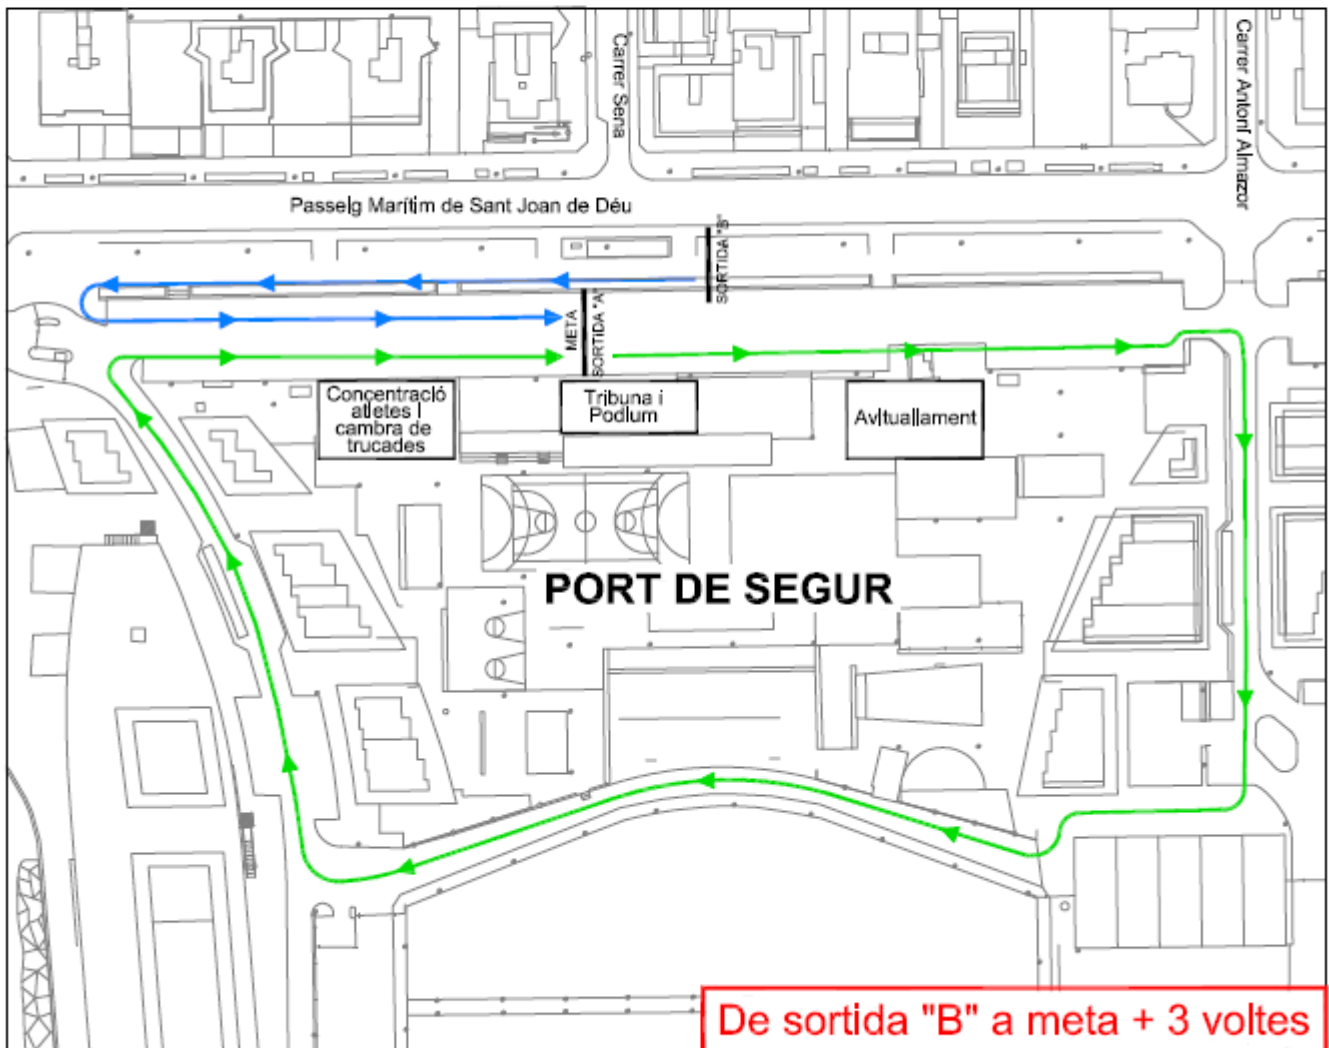 Carrer Sena
Carrer Antoni Almazor
Passeig Marítim de Sant Joan de Déu
SORTIDA "B"
META
SORTIDA "A"
Concentració
atletes i
cambra de
trucades
Tribuna i
Podium
Avituallament
PORT DE SEGUR
De sortida "B" a meta + 3 voltes